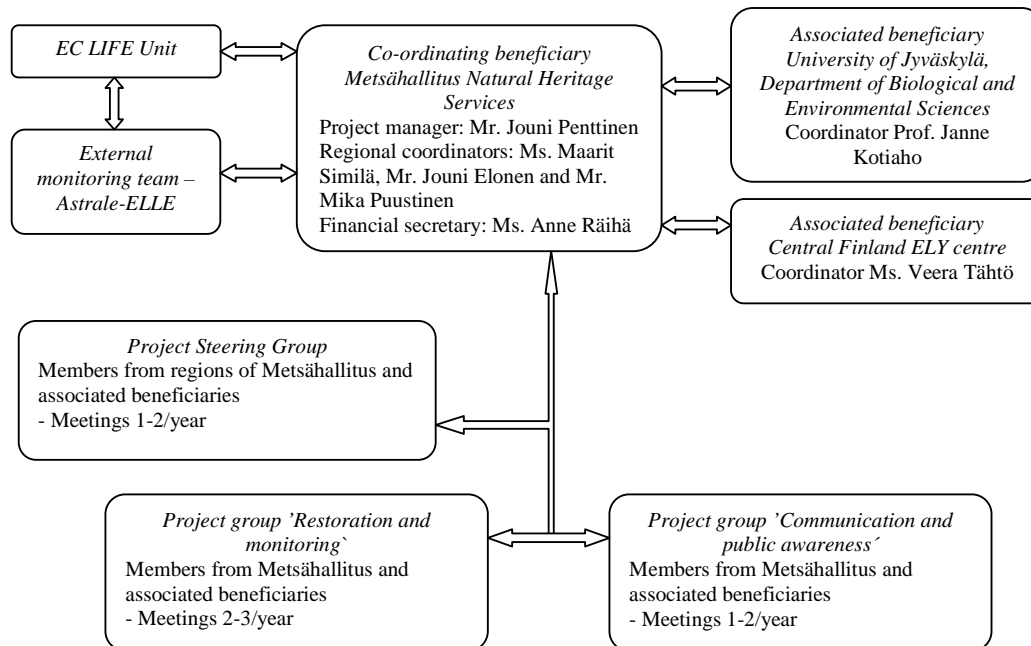 EC LIFE Unit
External
monitoring team –
Astrale-ELLE
Co-ordinating beneficiary
Metsähallitus Natural Heritage
Services
Project manager: Mr. Jouni Penttinen
Regional coordinators: Ms. Maarit
Similä, Mr. Jouni Elonen and Mr.
Mika Puustinen
Financial secretary: Ms. Anne Räihä
Associated beneficiary
University of Jyväskylä,
Department of Biological and
Environmental Sciences
Coordinator Prof. Janne
Kotiaho
Associated beneficiary
Central Finland ELY centre
Coordinator Ms. Veera Tähtö
Project Steering Group
Members from regions of Metsähallitus and
associated beneficiaries
- Meetings 1-2/year
Project group ’Restoration and
monitoring`
Members from Metsähallitus and
associated beneficiaries
- Meetings 2-3/year
Project group ’Communication and
public awareness´
Members from Metsähallitus and
associated beneficiaries
- Meetings 1-2/year